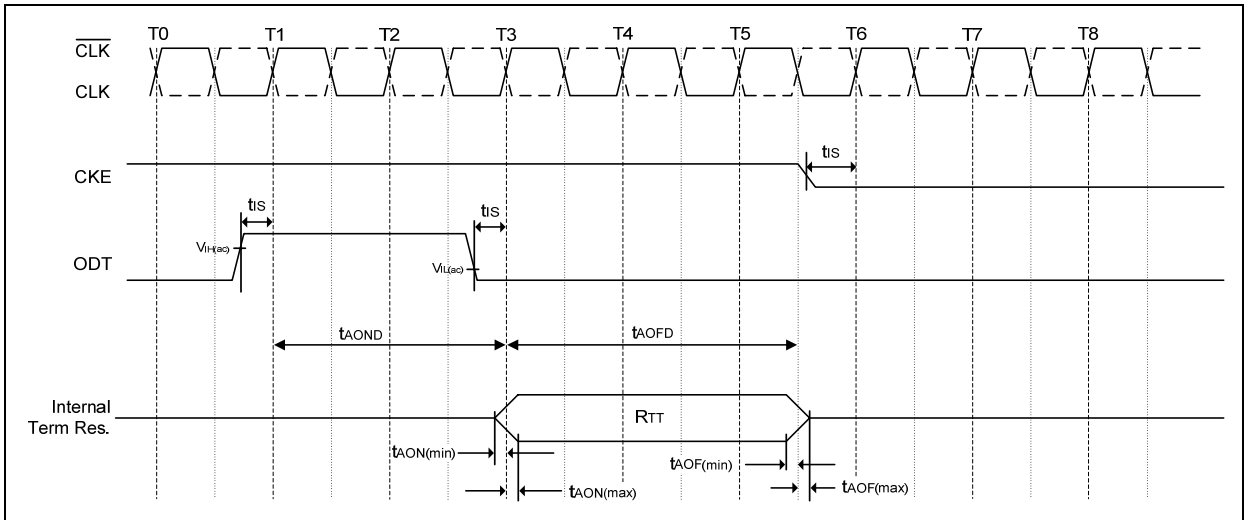 T0 T1 T2 T3 T4 T5 T6 T7 T8
CLK
CLK
tIS
CKE
tIS tIS
VIH(ac)
ODT
VIL(ac)
tAOND tAOFD
Internal
Term Res.
RTT
tAON(min) tAOF(min)
tAON(max) tAOF(max)